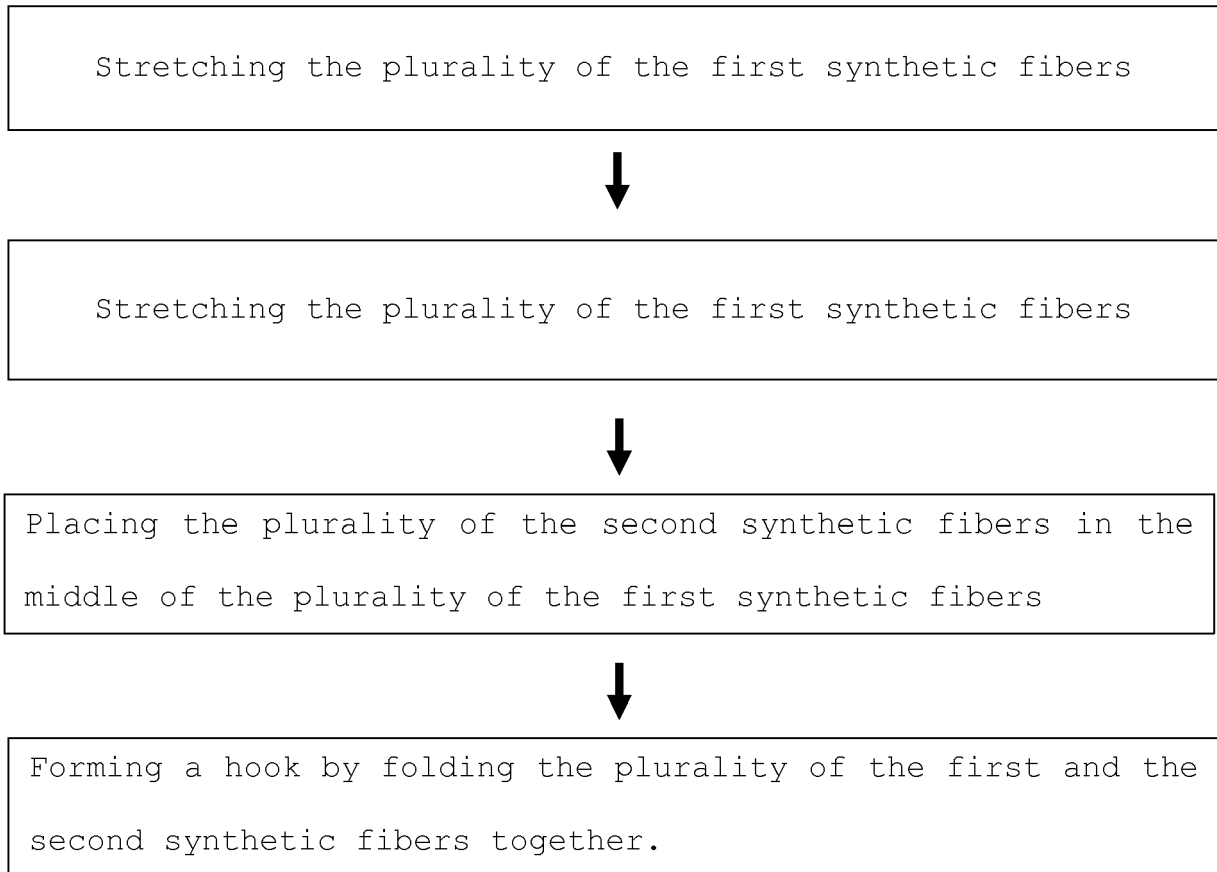 Stretching the plurality of the first synthetic fibers
Stretching the plurality of the first synthetic fibers
Placing the plurality of the second synthetic fibers in the
middle of the plurality of the first synthetic fibers
Forming a hook by folding the plurality of the first and the
second synthetic fibers together.